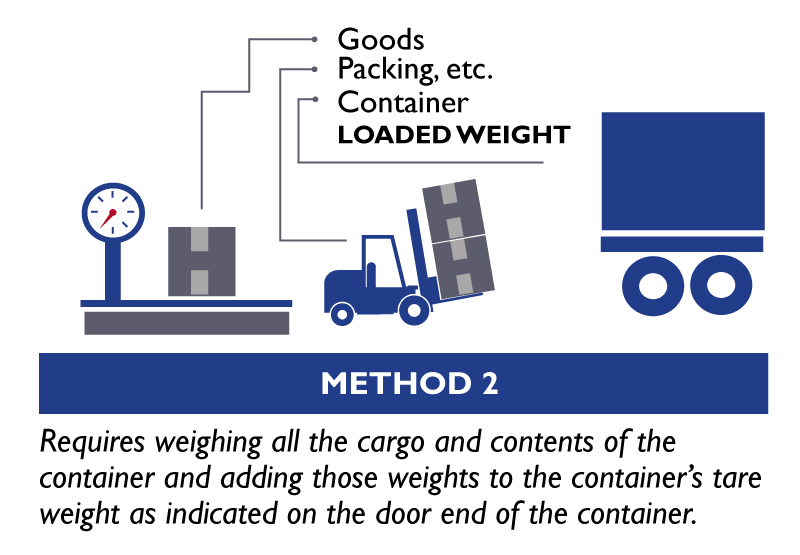 Goods
Packing, etc.
Container
LOADED WEIGHT
METHOD 2
Requires weighing all the cargo and contents of the
container and adding those weights to the container’s tare
weight as indicated on the door end of the container.